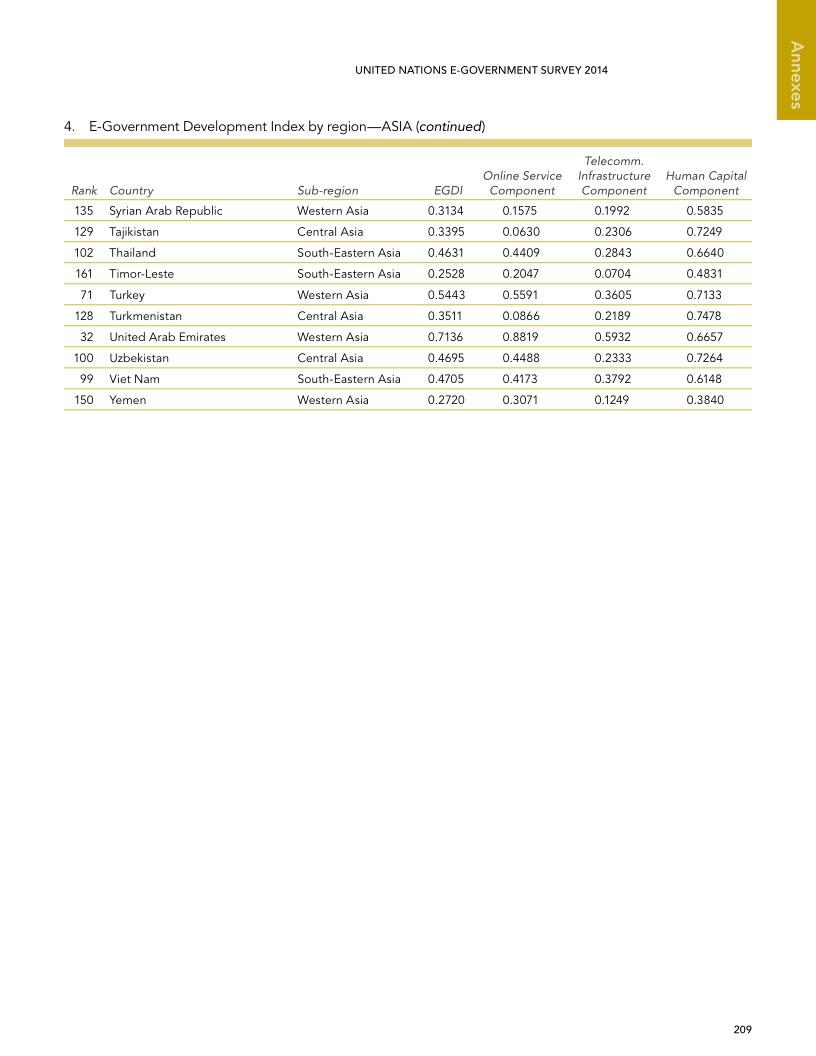 Annexes
UNITED NATIONS E-GOVERNMENT SURVEY 2014
4. E-Government Development Index by region—ASIA (continued)
Rank Country Sub-region EGDI Online Service Component Telecomm. Infrastructure Component Human Capital Component
135 Syrian Arab Republic Western Asia 0.3134 0.1575 0.1992 0.5835
129 Tajikistan Central Asia 0.3395 0.0630 0.2306 0.7249
102 Thailand South-Eastern Asia 0.4631 0.4409 0.2843 0.6640
161 Timor-Leste South-Eastern Asia 0.2528 0.2047 0.0704 0.4831
71 Turkey Western Asia 0.5443 0.5591 0.3605 0.7133
128 Turkmenistan Central Asia 0.3511 0.0866 0.2189 0.7478
32 United Arab Emirates Western Asia 0.7136 0.8819 0.5932 0.6657
100 Uzbekistan Central Asia 0.4695 0.4488 0.2333 0.7264
99 Viet Nam South-Eastern Asia 0.4705 0.4173 0.3792 0.6148
150 Yemen Western Asia 0.2720 0.3071 0.1249 0.3840
209